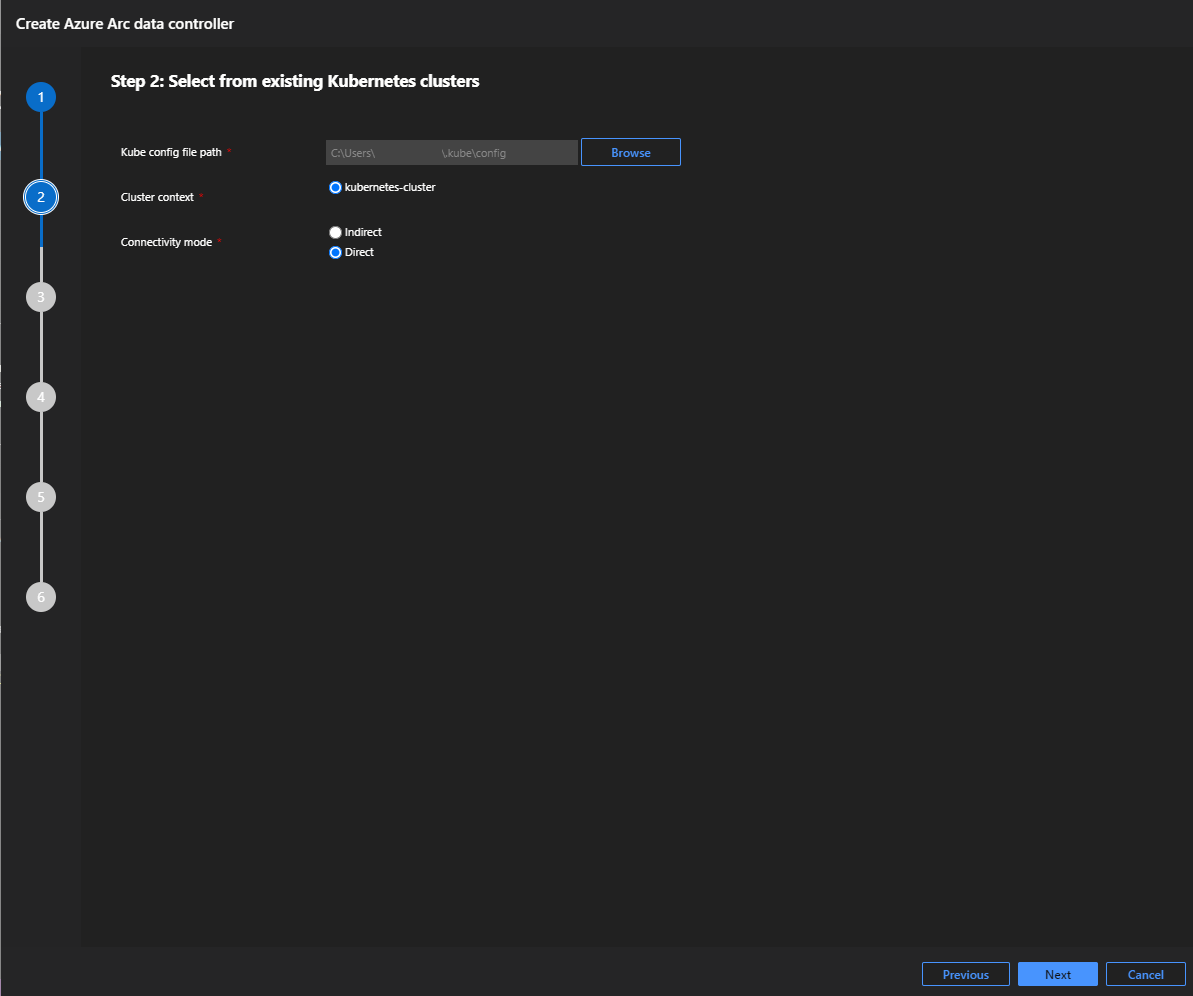 Create Azure Arc data controller
1
Step 2: Select from existing Kubernetes clusters
Kube config file path *
C:\Users\ \.kube\config
Browse
2
Cluster context *
kubernetes-cluster
Connectivity mode *
Indirect
Direct
3
4
5
6
Previous
Next
Cancel